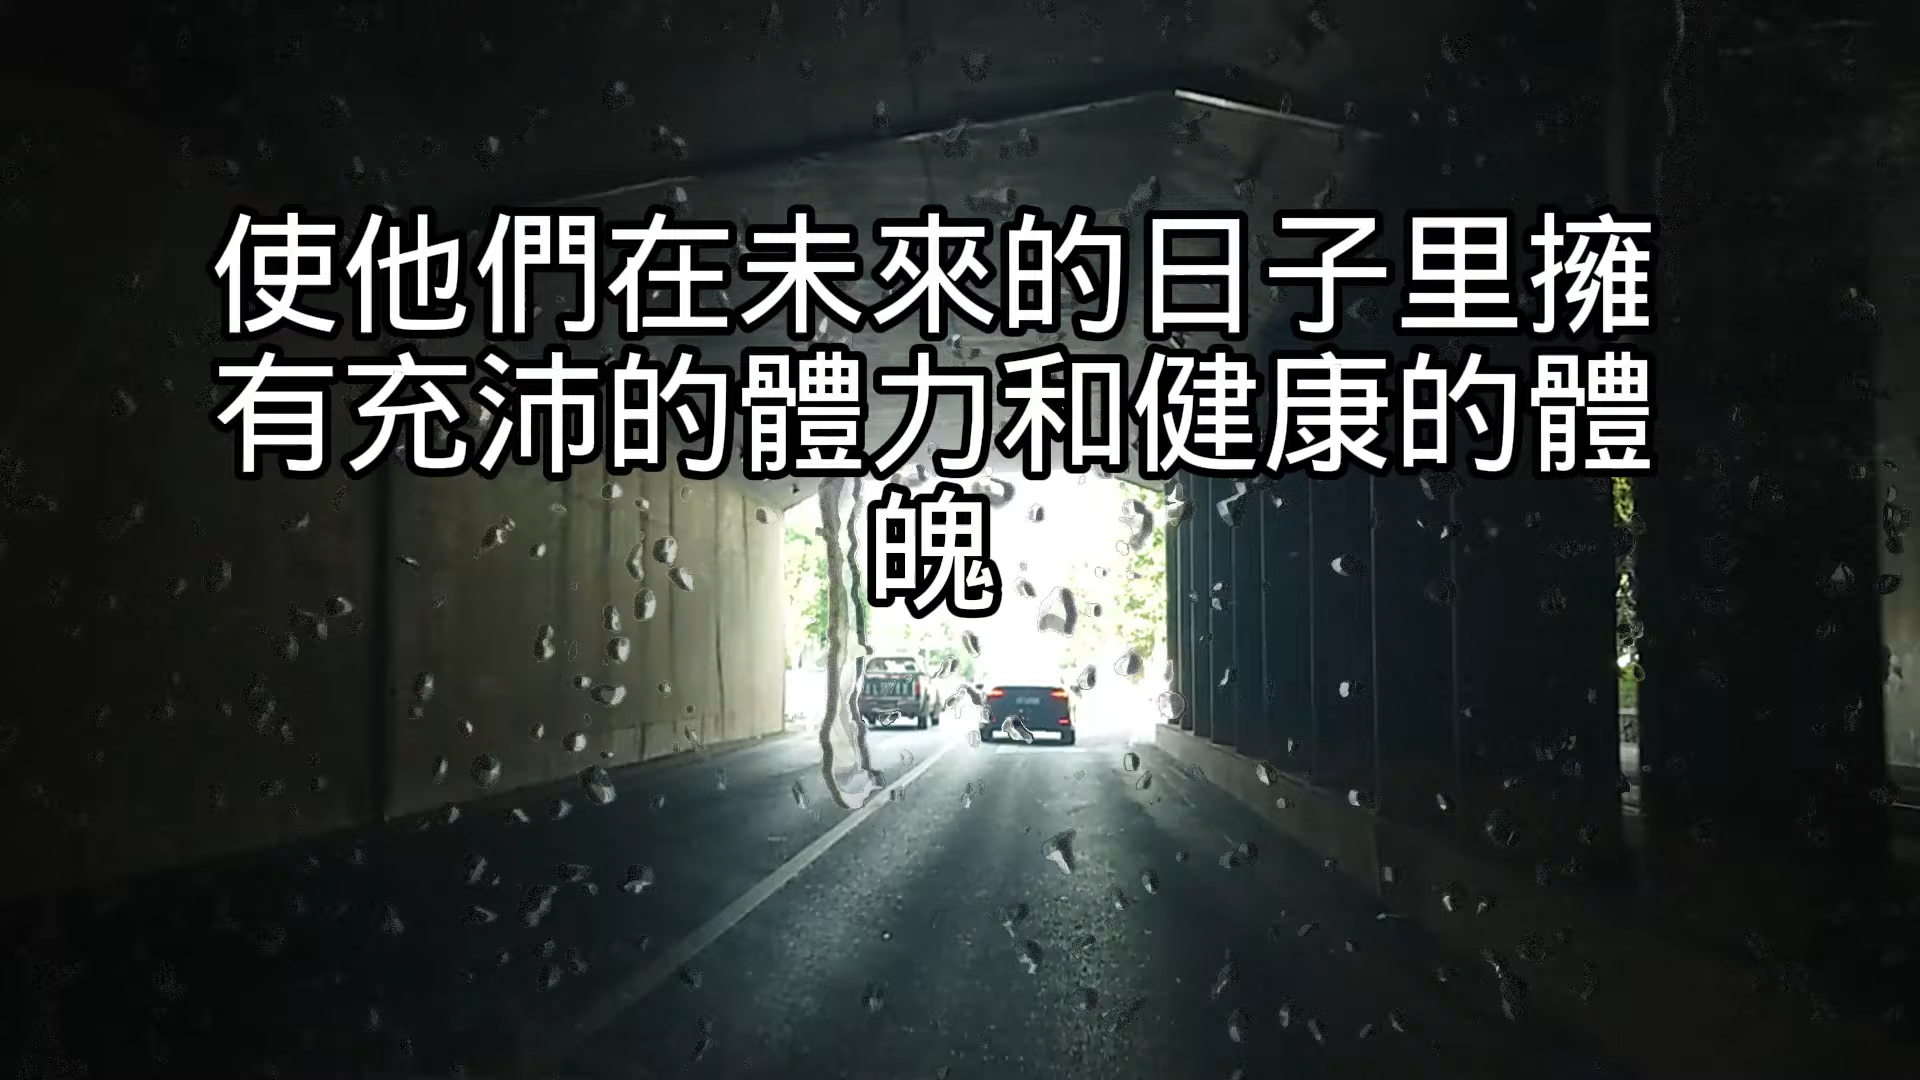 使他們在未來的日子里擁
有充沛的體力和健康的體
魄